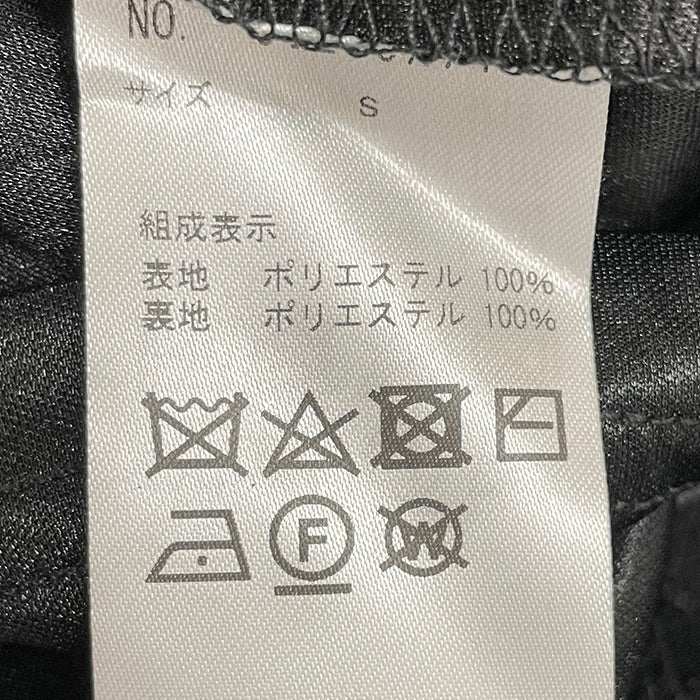 NO.
サイズ S
組成表示
表地 ポリエステル 100%
裏地 ポリエステル 100%
F W